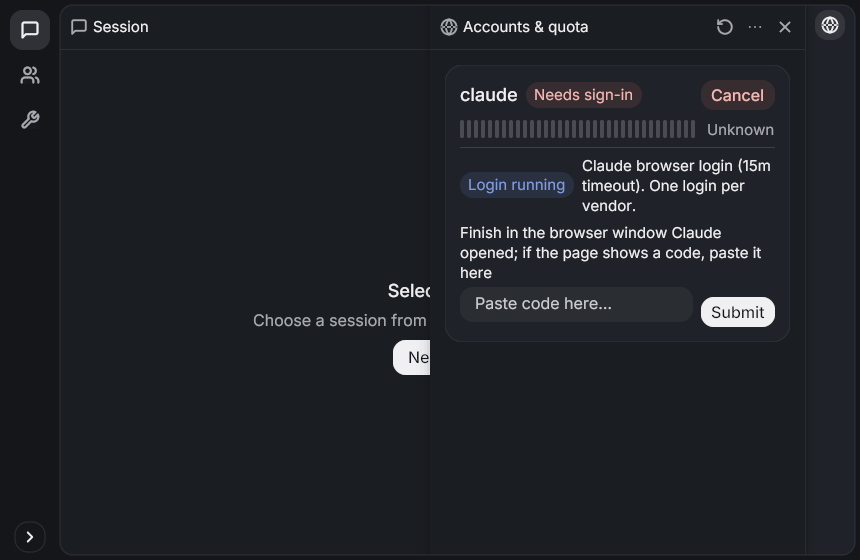 Session
Accounts & quota
claude
Needs sign-in
Cancel
Unknown
Login running
Claude browser login (15m
timeout). One login per
vendor.
Finish in the browser window Claude
opened; if the page shows a code, paste it
here
Paste code here...
Submit
Selec
Choose a session from
Ne